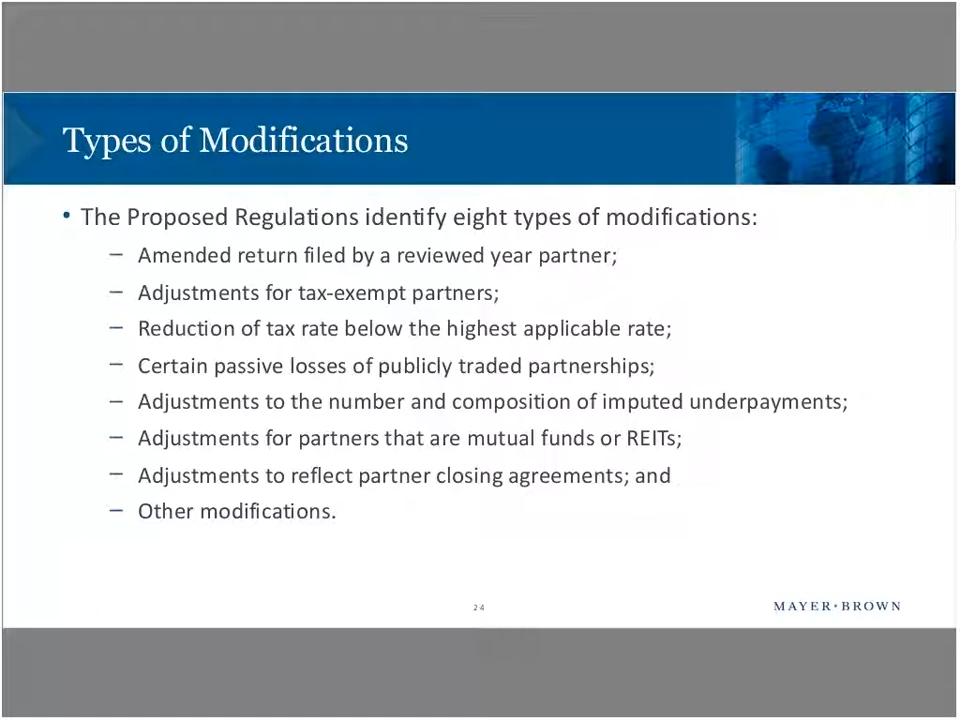 Types of Modifications
• The Proposed Regulations identify eight types of modifications:
– Amended return filed by a reviewed year partner;
– Adjustments for tax-exempt partners;
– Reduction of tax rate below the highest applicable rate;
– Certain passive losses of publicly traded partnerships;
– Adjustments to the number and composition of imputed underpayments;
– Adjustments for partners that are mutual funds or REITs;
– Adjustments to reflect partner closing agreements; and
– Other modifications.
24
MAYER•BROWN